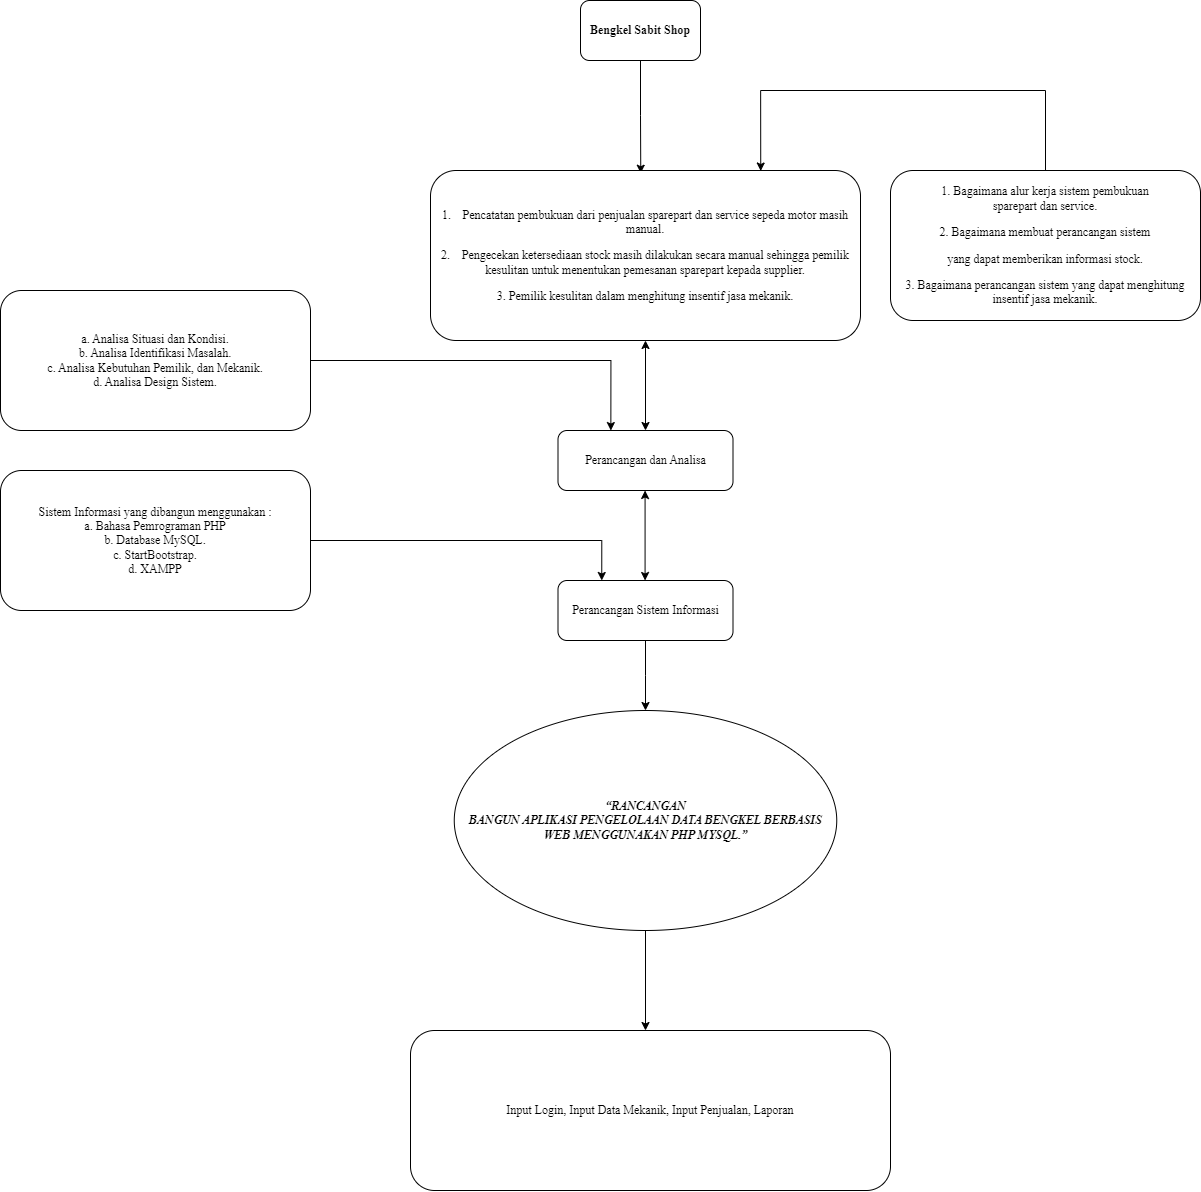 Bengkel Sabit Shop
1. Pencatatan pembukuan dari penjualan sparepart dan service sepeda motor masih
manual.
2. Pengecekan ketersediaan stock masih dilakukan secara manual sehingga pemilik
kesulitan untuk menentukan pemesanan sparepart kepada supplier.
3. Pemilik kesulitan dalam menghitung insentif jasa mekanik.
1. Bagaimana alur kerja sistem pembukuan
sparepart dan service.
2. Bagaimana membuat perancangan sistem
yang dapat memberikan informasi stock.
3. Bagaimana perancangan sistem yang dapat menghitung
insentif jasa mekanik.
a. Analisa Situasi dan Kondisi.
b. Analisa Identifikasi Masalah.
c. Analisa Kebutuhan Pemilik, dan Mekanik.
d. Analisa Design Sistem.
Perancangan dan Analisa
Sistem Informasi yang dibangun menggunakan :
a. Bahasa Pemrograman PHP
b. Database MySQL.
c. StartBootstrap.
d. XAMPP
Perancangan Sistem Informasi
“RANCANGAN
BANGUN APLIKASI PENGELOLAAN DATA BENGKEL BERBASIS
WEB MENGGUNAKAN PHP MYSQL.”
Input Login, Input Data Mekanik, Input Penjualan, Laporan